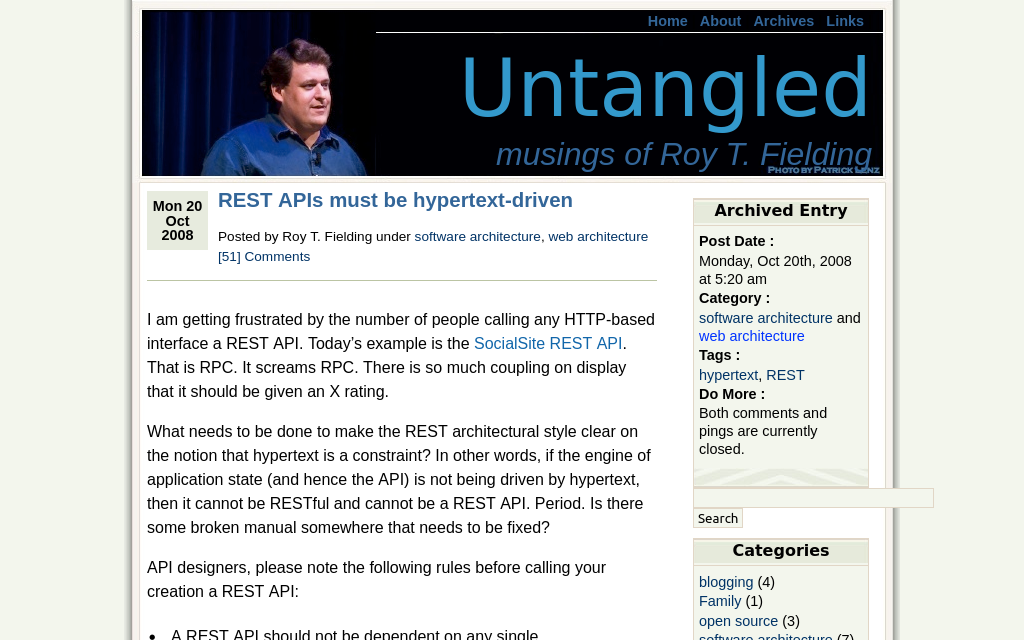 Home About Archives Links
Untangled
musings of Roy T. Fielding
Photo by Patrick Lenz
Mon 20
Oct
2008
REST APIs must be hypertext-driven
Posted by Roy T. Fielding under software architecture, web architecture
[51] Comments
I am getting frustrated by the number of people calling any HTTP-based
interface a REST API. Today’s example is the SocialSite REST API.
That is RPC. It screams RPC. There is so much coupling on display
that it should be given an X rating.
What needs to be done to make the REST architectural style clear on
the notion that hypertext is a constraint? In other words, if the engine of
application state (and hence the API) is not being driven by hypertext,
then it cannot be RESTful and cannot be a REST API. Period. Is there
some broken manual somewhere that needs to be fixed?
API designers, please note the following rules before calling your
creation a REST API:
• A REST API should not be dependent on any single
Archived Entry
Post Date :
Monday, Oct 20th, 2008
at 5:20 am
Category :
software architecture and
web architecture
Tags :
hypertext, REST
Do More :
Both comments and
pings are currently
closed.
Search
Categories
blogging (4)
Family (1)
open source (3)
software architecture (7)